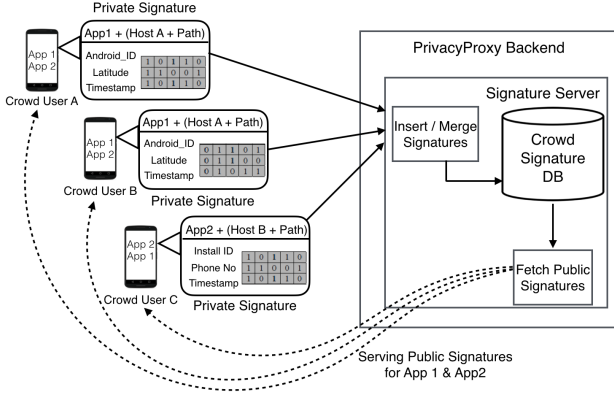 Private Signature
App1 + (Host A + Path)
Android_ID 1 0 1 1 0
Latitude 1 1 0 0 1
Timestamp 1 0 1 1 0
App 1
App 2
Crowd User A
App1 + (Host A + Path)
Android_ID 0 1 1 0 1
Latitude 0 1 1 0 0
Timestamp 0 1 0 1 1
App 1
App 2
Crowd User B
Private Signature
App2 + (Host B + Path)
Install ID 1 0 1 1 0
Phone No 1 1 0 0 1
Timestamp 1 0 1 1 0
App 2
App 1
Crowd User C
Private Signature
PrivacyProxy Backend
Signature Server
Insert / Merge
Signatures
Crowd
Signature
DB
Fetch Public
Signatures
Serving Public Signatures
for App 1 & App2